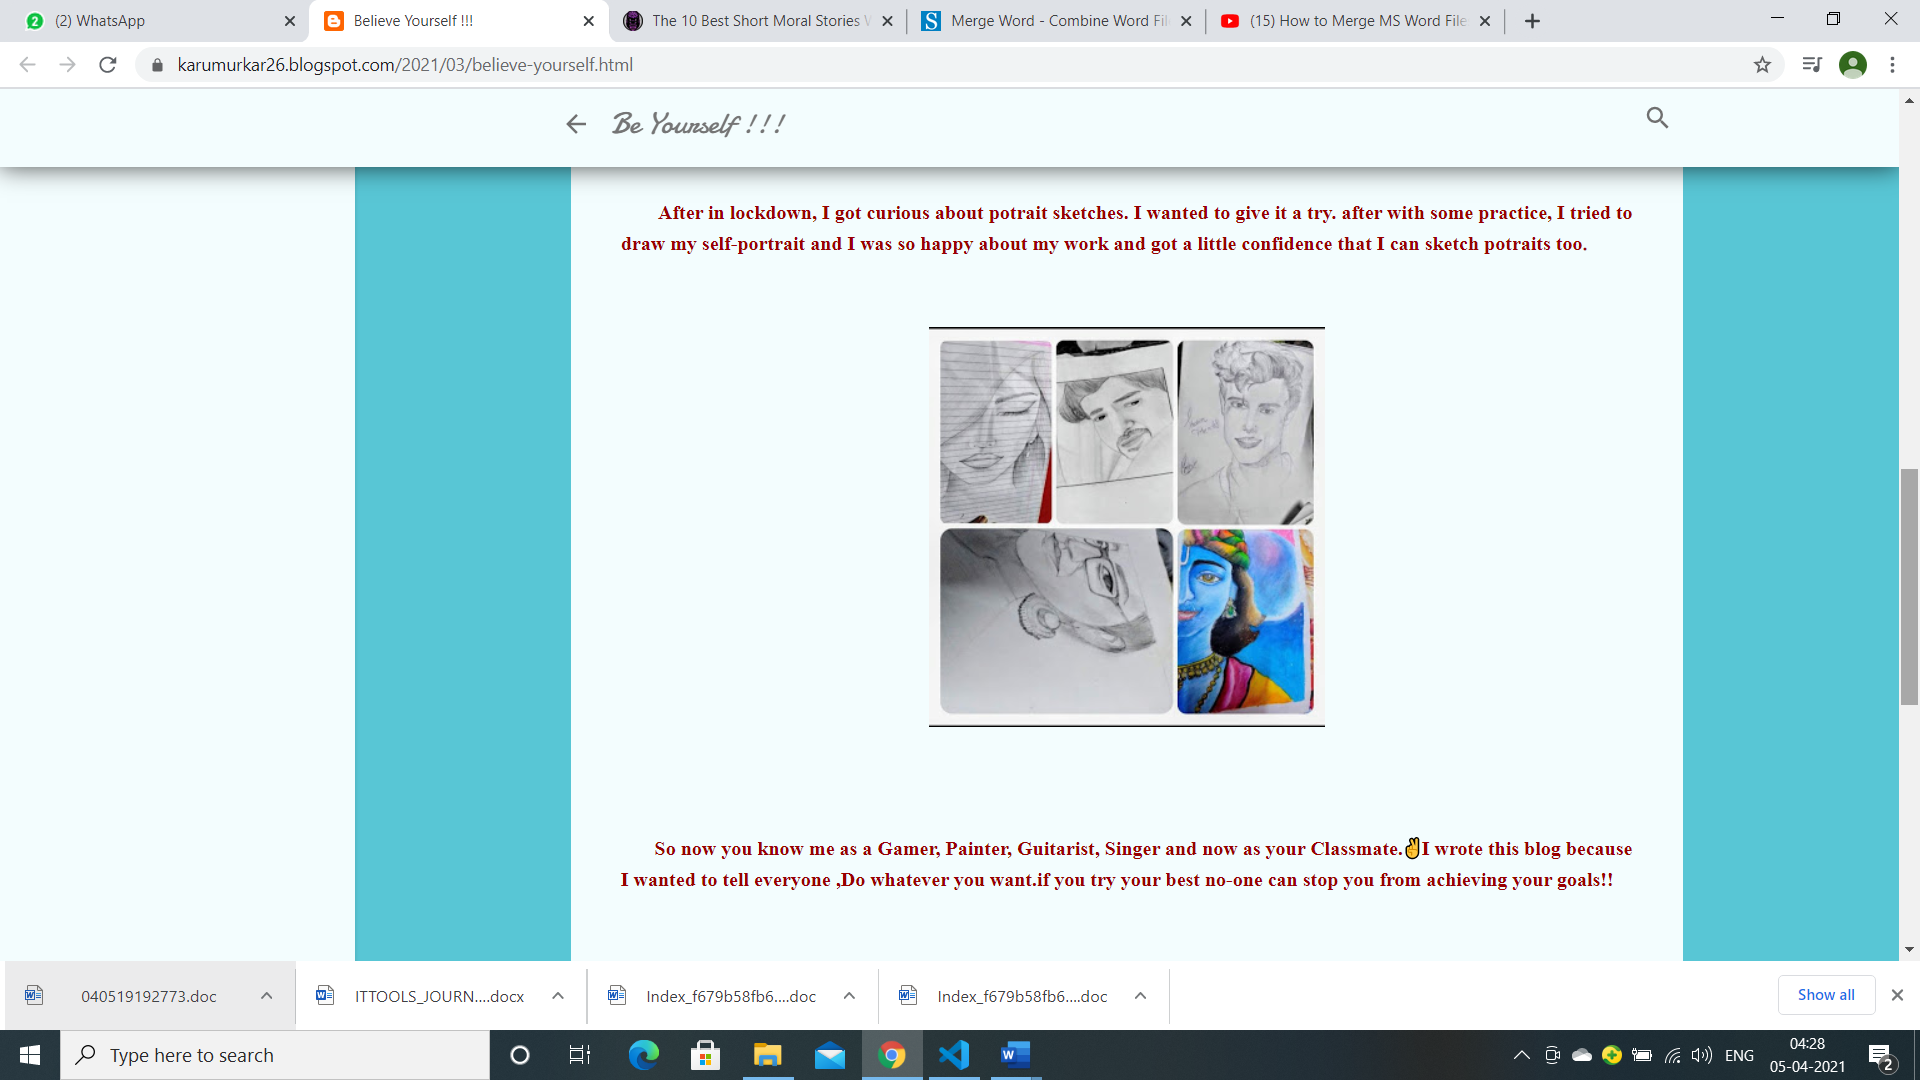 (2) WhatsApp
Believe Yourself !!!
The 10 Best Short Moral Stories W
Merge Word - Combine Word Fil
(15) How to Merge MS Word File
karumurkar26.blogspot.com/2021/03/believe-yourself.html
Be Yourself !!!
After in lockdown, I got curious about potrait sketches. I wanted to give it a try. after with some practice, I tried to
draw my self-portrait and I was so happy about my work and got a little confidence that I can sketch potraits too.
So now you know me as a Gamer, Painter, Guitarist, Singer and now as your Classmate.✌I wrote this blog because
I wanted to tell everyone ,Do whatever you want.if you try your best no-one can stop you from achieving your goals!!
040519192773.doc
ITTOOLS_JOURN....docx
Index_f679b58fb6....doc
Index_f679b58fb6....doc
Show all
Type here to search
ENG
04:28
05-04-2021
2